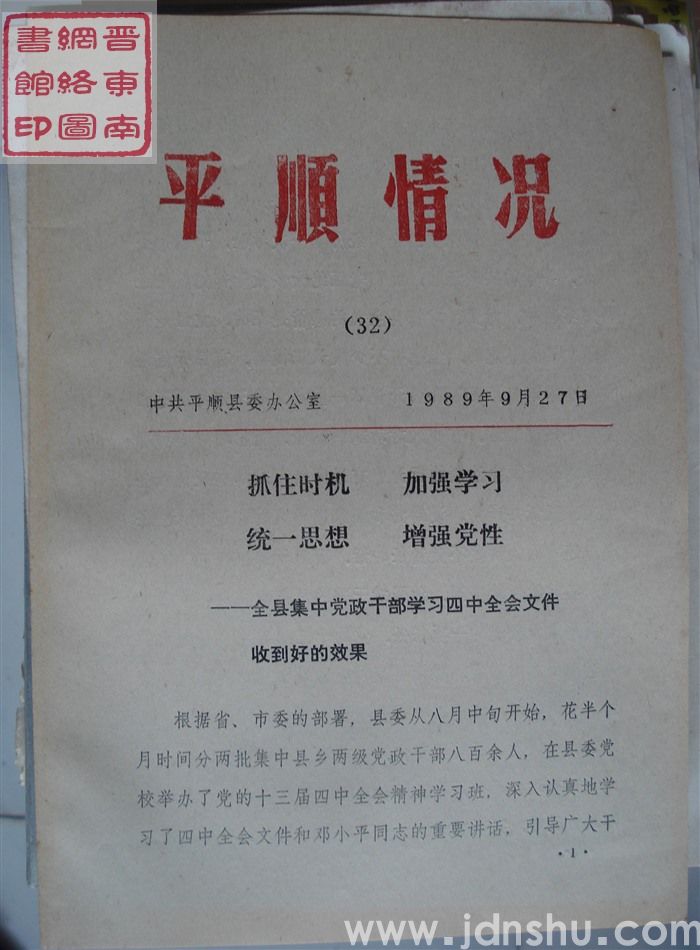 晋東南
網絡圖
書館印
平顺情况
(32)
中共平顺县委办公室 1989年9月27日
抓住时机 加强学习
统一思想 增强党性
——全县集中党政干部学习四中全会文件
收到好的效果
根据省、市委的部署，县委从八月中旬开始，花半个
月时间分两批集中县乡两级党政干部八百余人，在县委党
校举办了党的十三届四中全会精神学习班，深入认真地学
习了四中全会文件和邓小平同志的重要讲话，引导广大干
·1·
www.jdnshu.com